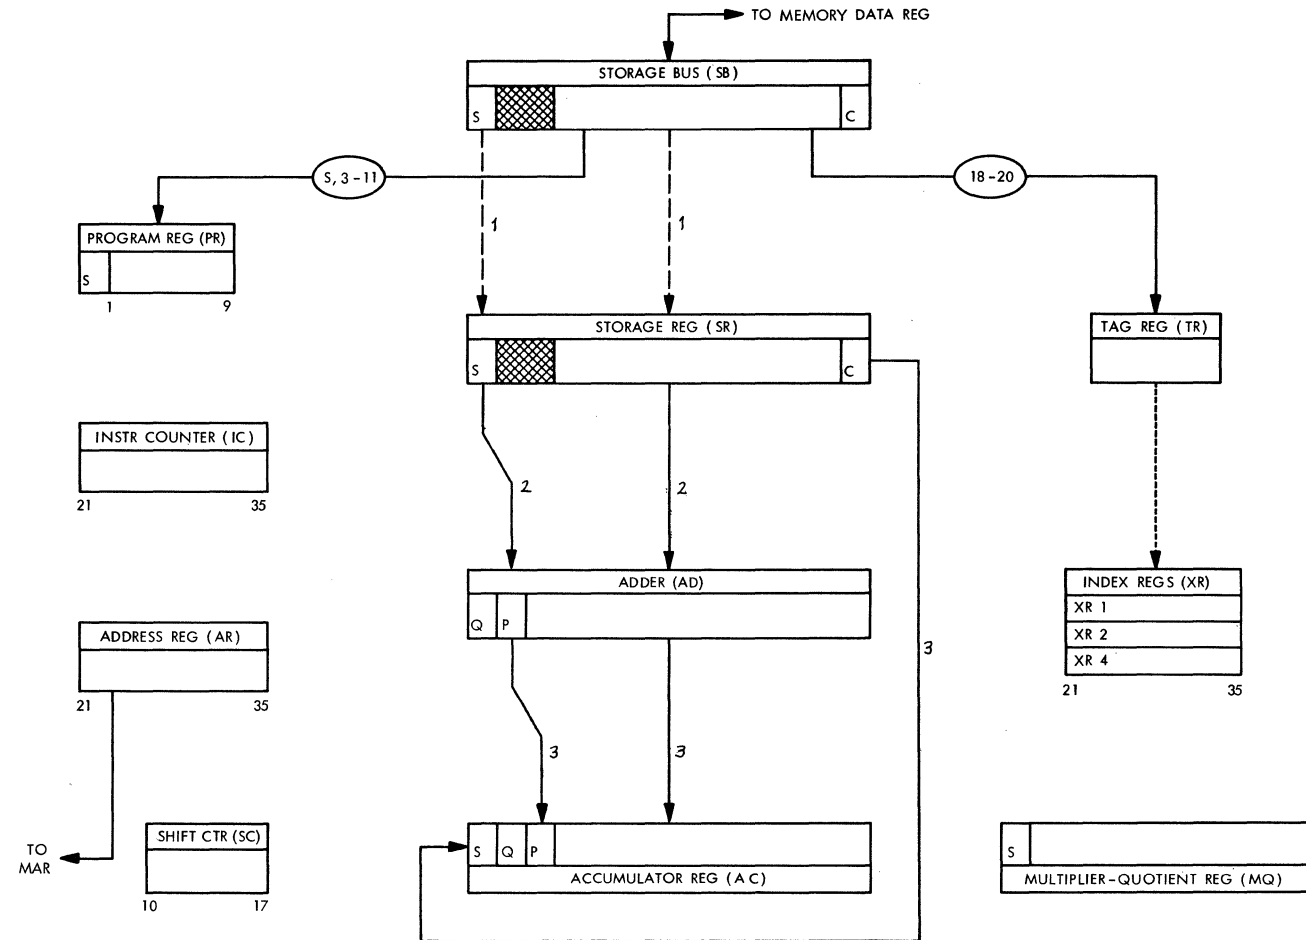 TO MEMORY DATA REG
STORAGE BUS (SB)
S
C
S, 3-11
18-20
1
1
PROGRAM REG (PR)
S
1
9
STORAGE REG (SR)
S
C
TAG REG (TR)
INSTR COUNTER (IC)
21
35
2
2
ADDER (AD)
Q
P
INDEX REGS (XR)
XR 1
XR 2
XR 4
21
35
ADDRESS REG (AR)
21
35
3
3
3
TO
MAR
SHIFT CTR (SC)
10
17
S
Q
P
ACCUMULATOR REG (AC)
S
MULTIPLIER-QUOTIENT REG (MQ)